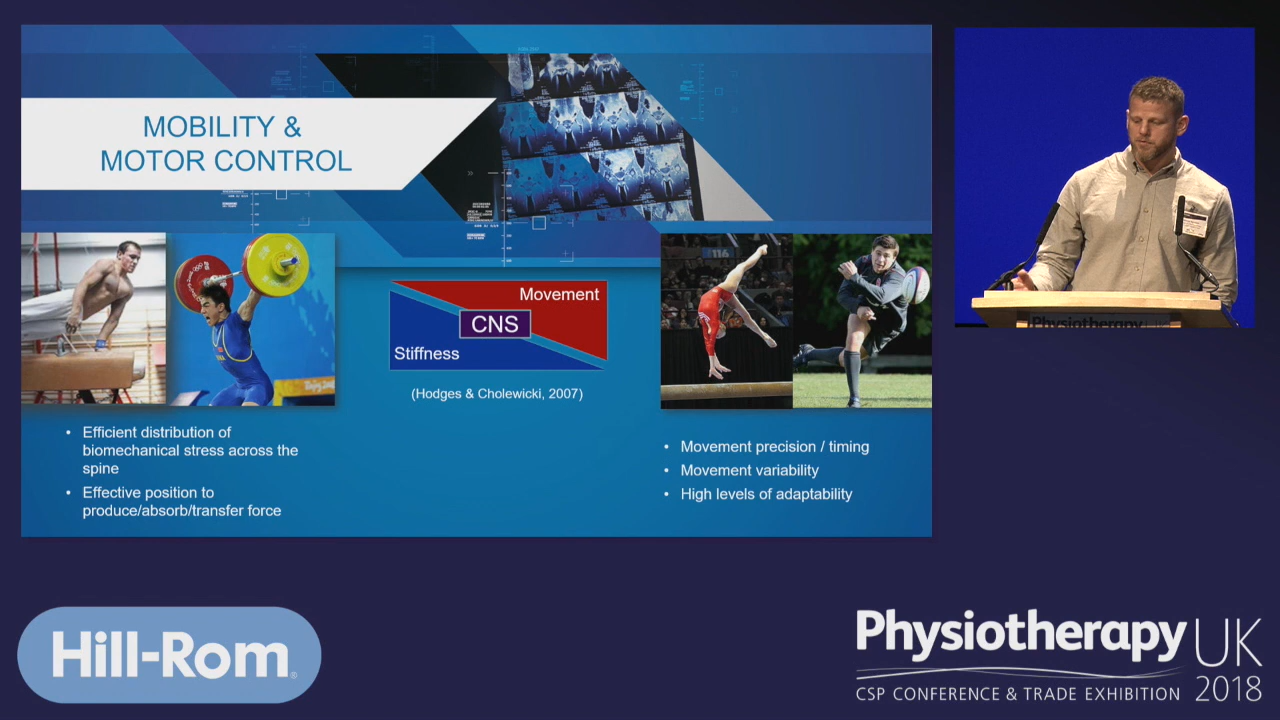 MOBILITY &
MOTOR CONTROL
116
Movement
CNS
Stiffness
(Hodges & Cholewicki, 2007)
• Efficient distribution of
biomechanical stress across the
spine
• Effective position to
produce/absorb/transfer force
• Movement precision / timing
• Movement variability
• High levels of adaptability
Physiotherapy
Hill-Rom®
Physiotherapy UK
CSP CONFERENCE & TRADE EXHIBITION 2018